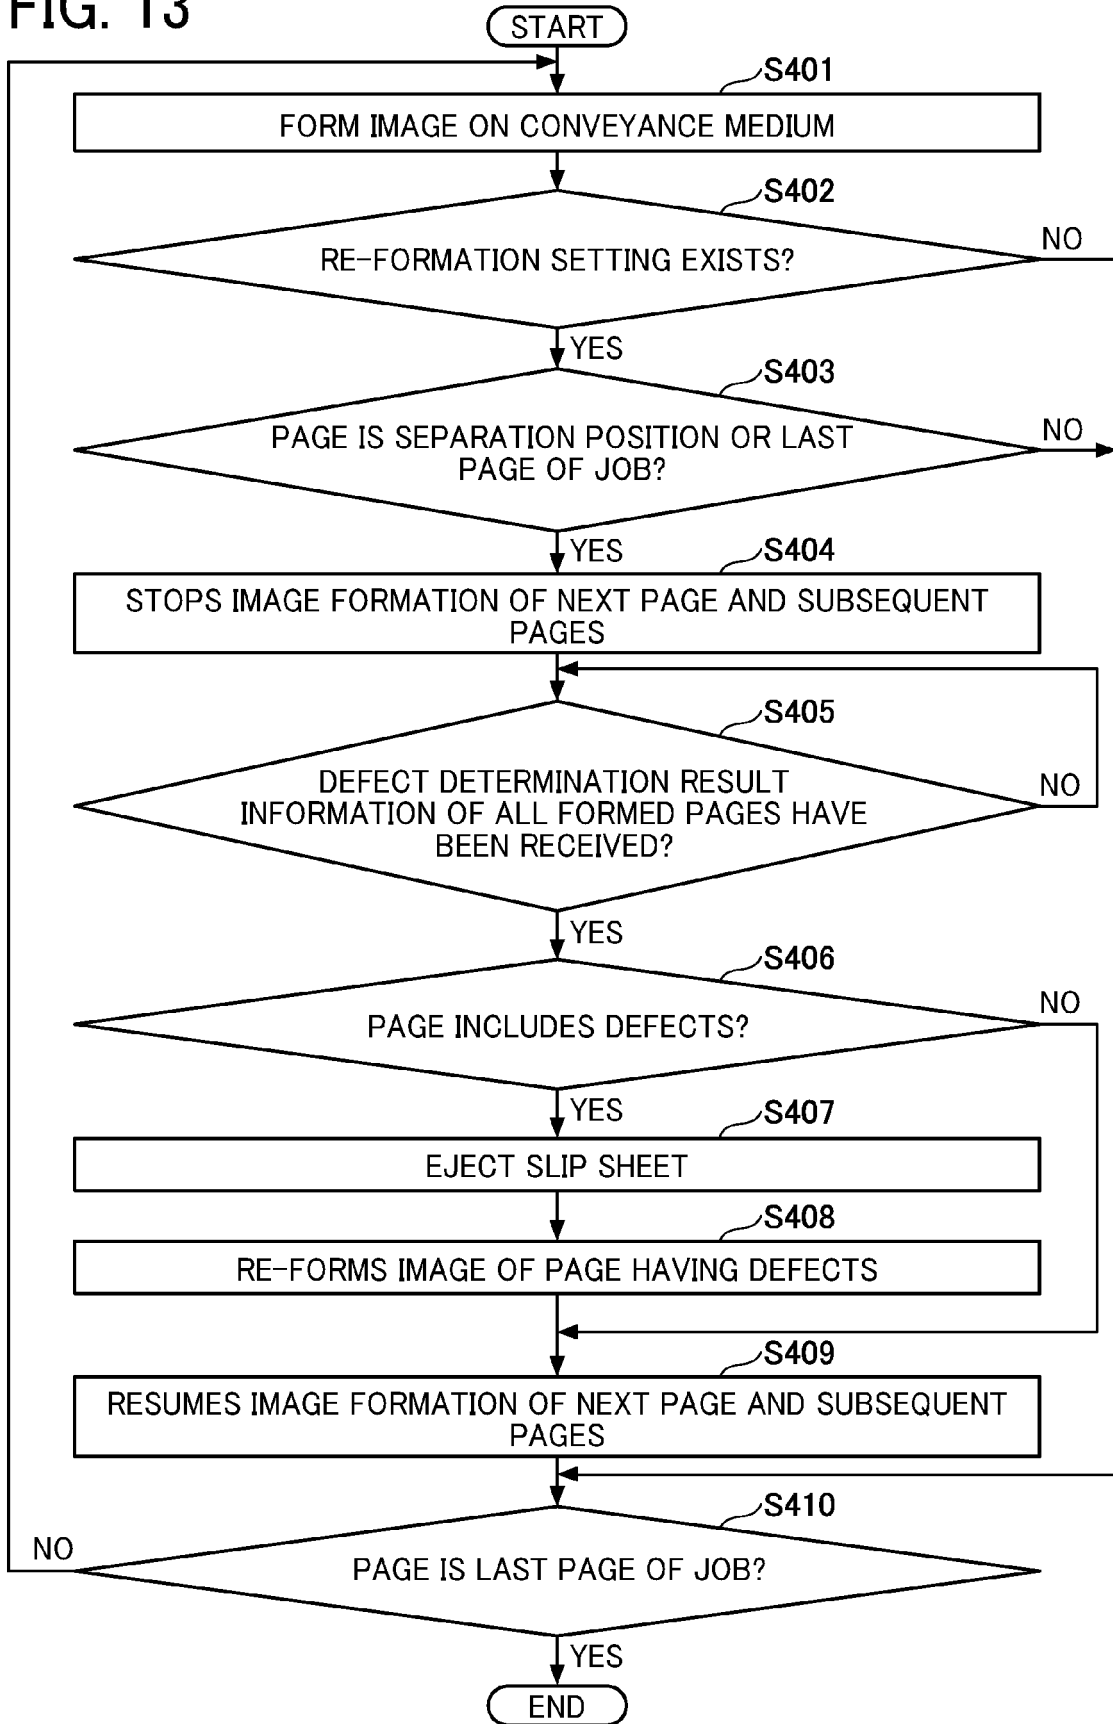 FIG. 13
START
S401
FORM IMAGE ON CONVEYANCE MEDIUM
S402
RE-FORMATION SETTING EXISTS?
NO
YES
S403
PAGE IS SEPARATION POSITION OR LAST
PAGE OF JOB?
NO
YES
S404
STOPS IMAGE FORMATION OF NEXT PAGE AND SUBSEQUENT
PAGES
S405
DEFECT DETERMINATION RESULT
INFORMATION OF ALL FORMED PAGES HAVE
BEEN RECEIVED?
NO
YES
S406
PAGE INCLUDES DEFECTS?
NO
YES
S407
EJECT SLIP SHEET
S408
RE-FORMS IMAGE OF PAGE HAVING DEFECTS
S409
RESUMES IMAGE FORMATION OF NEXT PAGE AND SUBSEQUENT
PAGES
S410
PAGE IS LAST PAGE OF JOB?
NO
YES
END